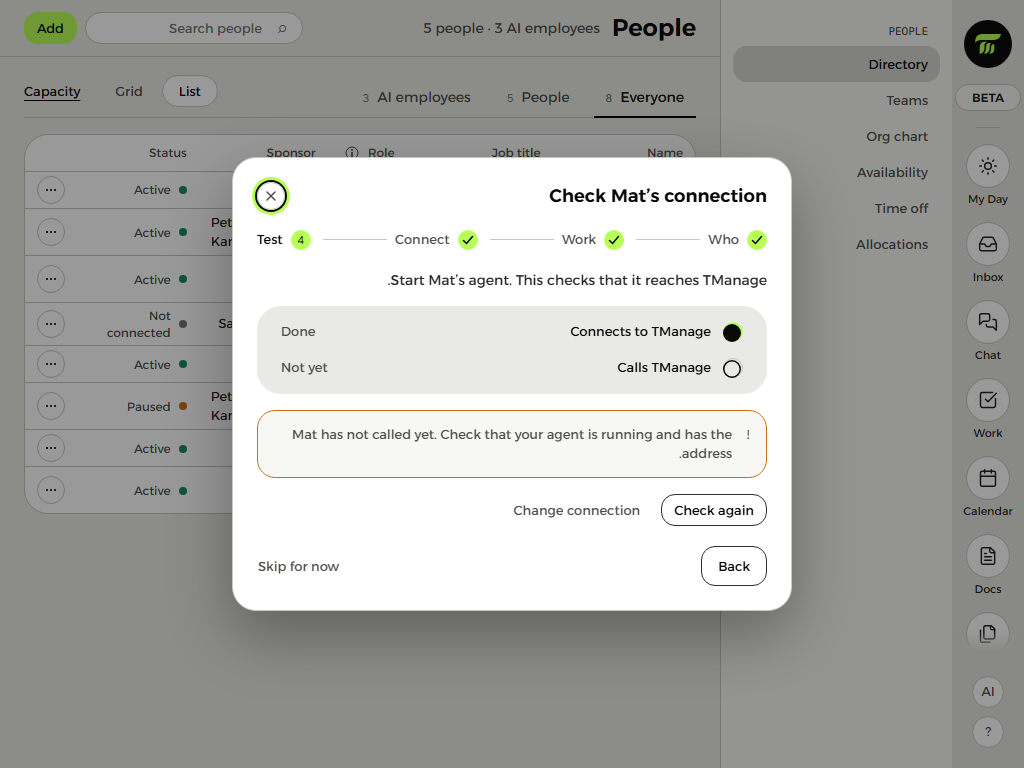 Add
Search people
5 people · 3 AI employees
People
PEOPLE
Directory
Teams
Org chart
Availability
Time off
Allocations
BETA
My Day
Inbox
Chat
Work
Calendar
Docs
AI
?
Capacity
Grid
List
3 AI employees
5 People
8 Everyone
Status
Sponsor
Role
Job title
Name
Active
Active
Active
Not connected
Active
Paused
Active
Active
Check Mat's connection
Who
Work
Connect
4 Test
Start Mat's agent. This checks that it reaches TManage.
Connects to TManage
Done
Calls TManage
Not yet
! Mat has not called yet. Check that your agent is running and has the
address.
Check again
Change connection
Back
Skip for now